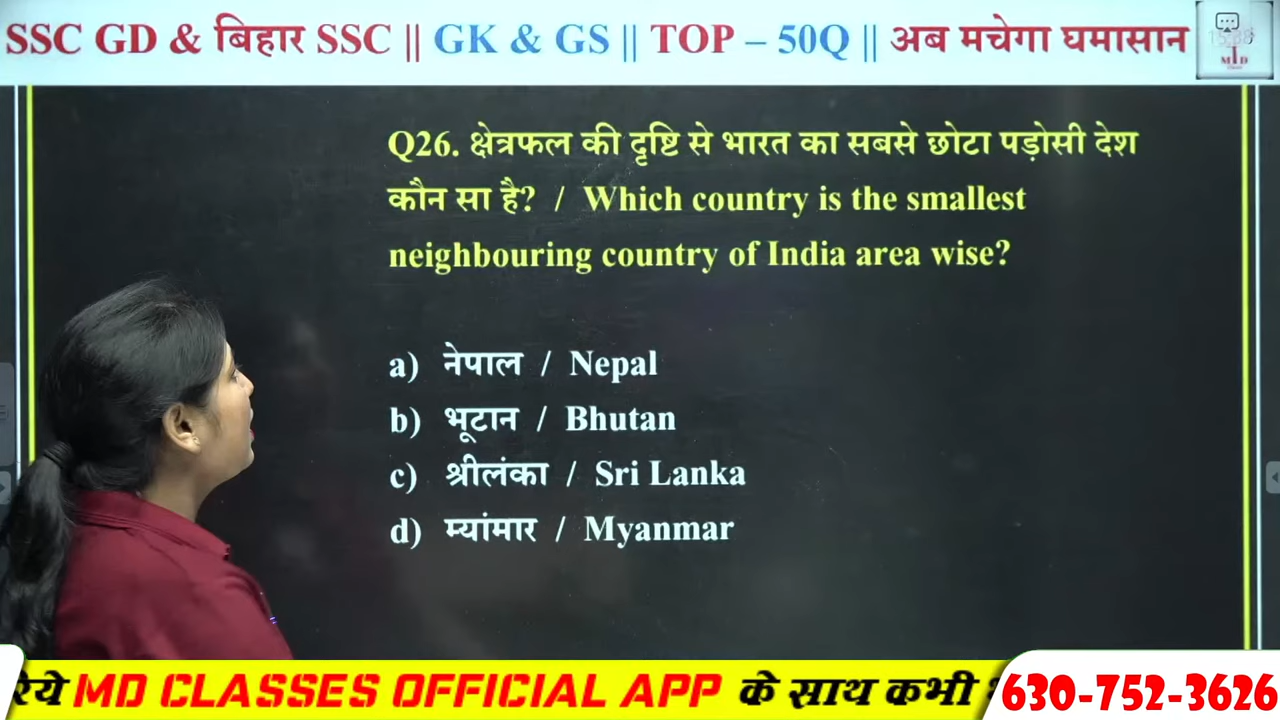 SSC GD & बिहार SSC || GK & GS || TOP – 50Q || अब मचेगा घमासान
Q26. क्षेत्रफल की दृष्टि से भारत का सबसे छोटा पड़ोसी देश
कौन सा है? / Which country is the smallest
neighbouring country of India area wise?
a) नेपाल / Nepal
b) भूटान / Bhutan
c) श्रीलंका / Sri Lanka
d) म्यांमार / Myanmar
MD CLASSES OFFICIAL APP के साथ कभी
630-752-3626